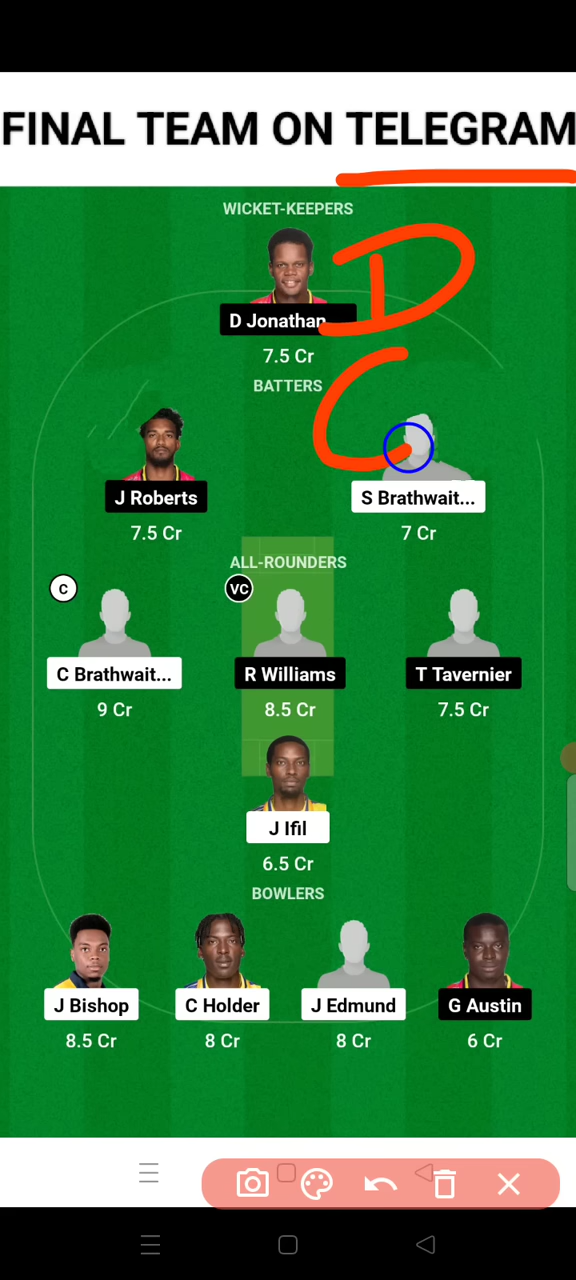 FINAL TEAM ON TELEGRAM
WICKET-KEEPERS
D
D Jonathan
7.5 Cr
BATTERS
C
J Roberts
S Brathwait...
7.5 Cr
7 Cr
ALL-ROUNDERS
C
VC
C Brathwait...
R Williams
T Tavernier
9 Cr
8.5 Cr
7.5 Cr
J Ifil
6.5 Cr
BOWLERS
J Bishop
C Holder
J Edmund
G Austin
8.5 Cr
8 Cr
8 Cr
6 Cr